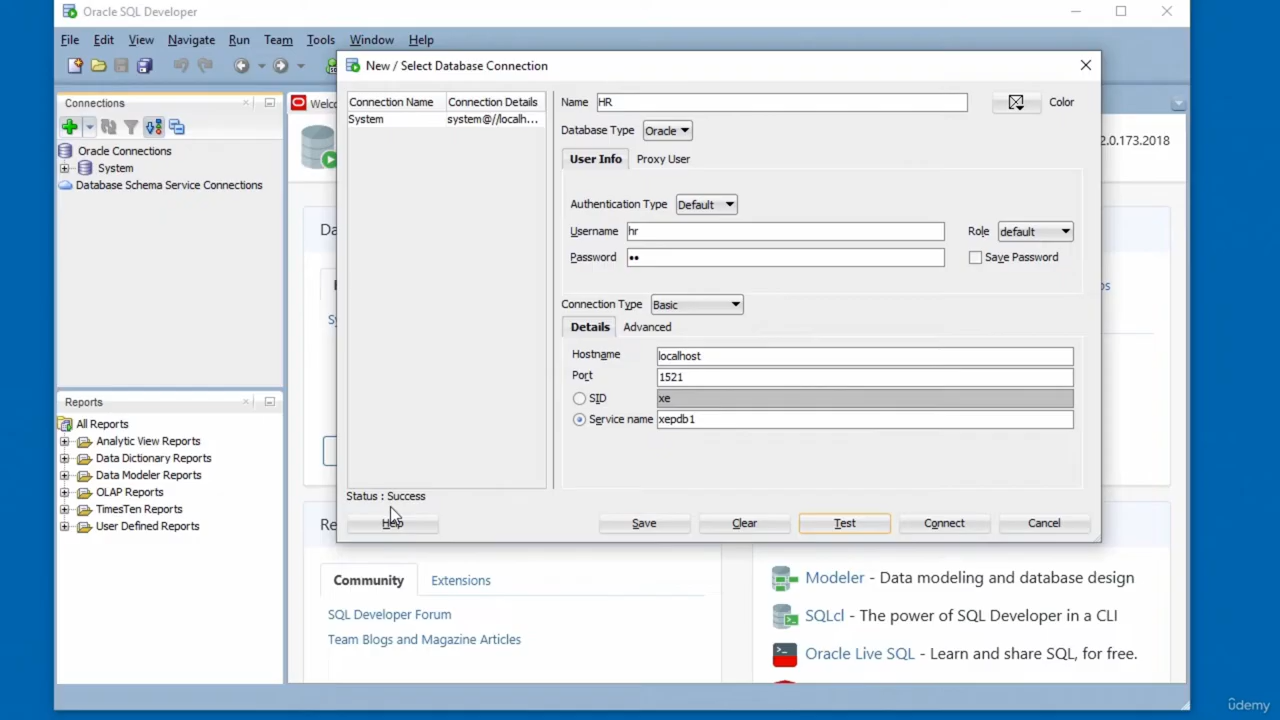 Oracle SQL Developer
File Edit View Navigate Run Team Tools Window Help
New / Select Database Connection
Connections
Oracle Connections
System
Database Schema Service Connections
Connection Name Connection Details
System system@//localh...
Name HR Color
Database Type Oracle
User Info Proxy User
Authentication Type Default
Username hr Role default
Password •• Save Password
Connection Type Basic
Details Advanced
Hostname localhost
Port 1521
SID xe
Service name xepdb1
Status : Success
Help Save Clear Test Connect Cancel
Welc
2.0.173.2018
Da
Sy
os
Re
Reports
All Reports
Analytic View Reports
Data Dictionary Reports
Data Modeler Reports
OLAP Reports
TimesTen Reports
User Defined Reports
Community Extensions
SQL Developer Forum
Team Blogs and Magazine Articles
Modeler - Data modeling and database design
SQLcl - The power of SQL Developer in a CLI
Oracle Live SQL - Learn and share SQL, for free.
ûdemy